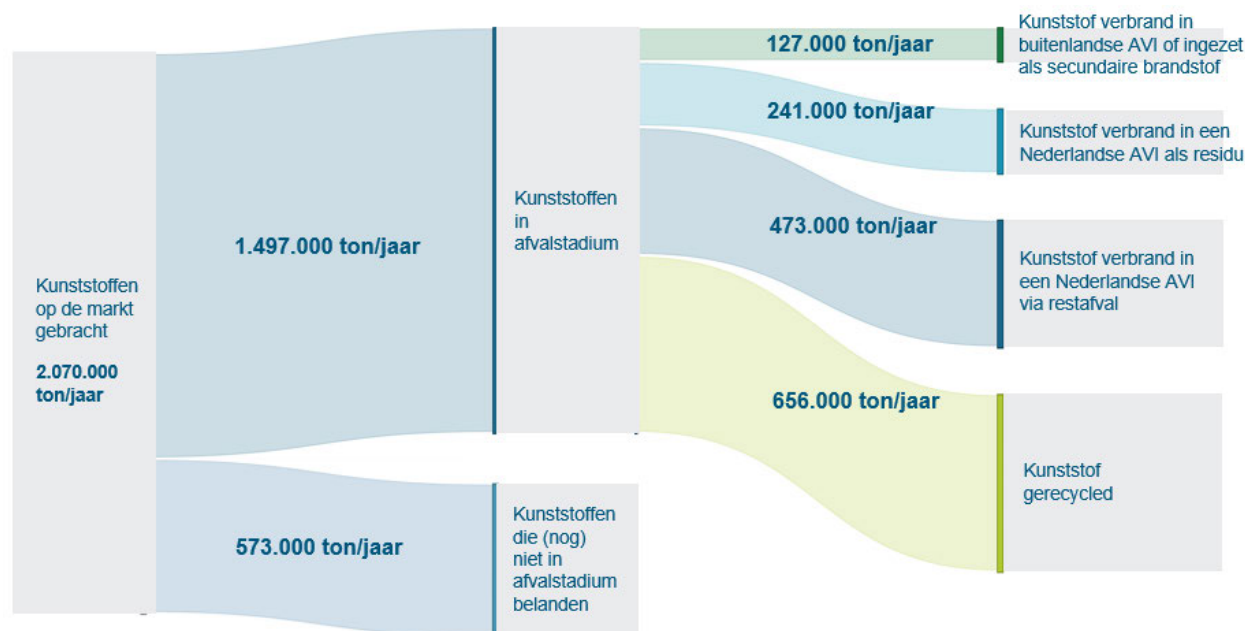 Kunststoffen
op de markt
gebracht
2.070.000
ton/jaar
1.497.000 ton/jaar
573.000 ton/jaar
Kunststoffen
in
afvalstadium
Kunststoffen
die (nog)
niet in
afvalstadium
belanden
127.000 ton/jaar
241.000 ton/jaar
473.000 ton/jaar
656.000 ton/jaar
Kunststof verbrand in
buitenlandse AVI of ingezet
als secundaire brandstof
Kunststof verbrand in een
Nederlandse AVI als residu
Kunststof verbrand in
een Nederlandse AVI
via restafval
Kunststof
gerecycled